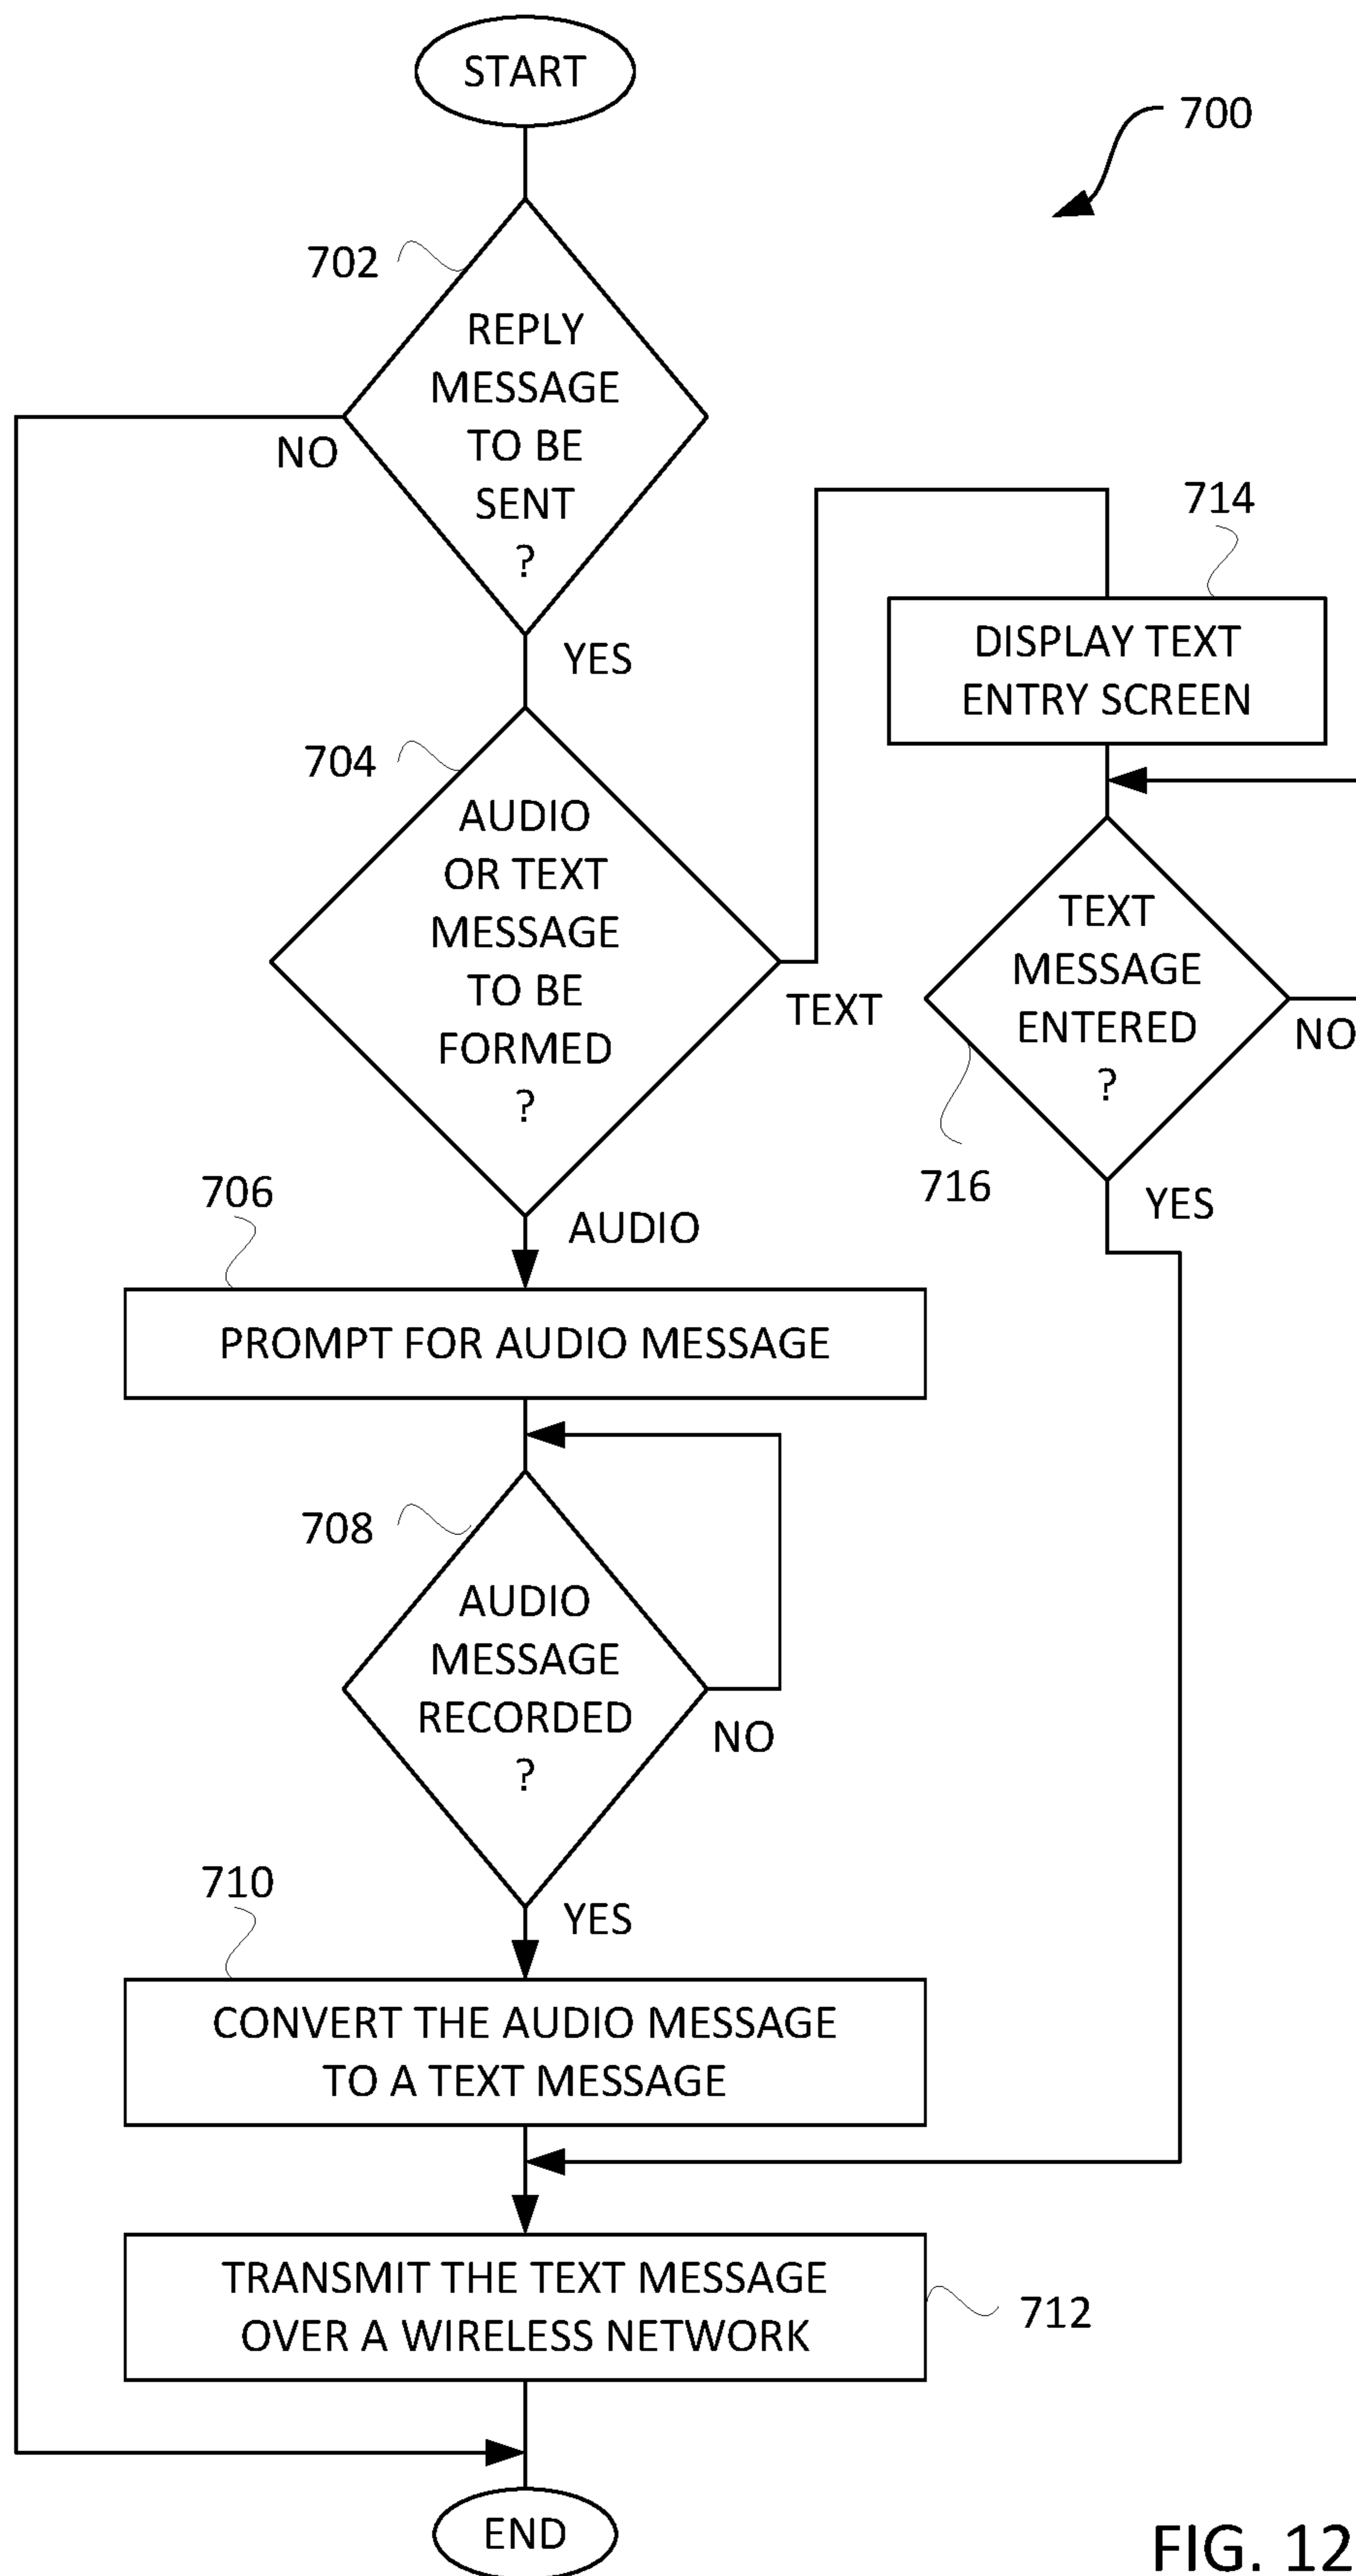 START
700
702
REPLY
MESSAGE
TO BE
SENT
?
NO
YES
714
DISPLAY TEXT
ENTRY SCREEN
704
AUDIO
OR TEXT
MESSAGE
TO BE
FORMED
?
TEXT
TEXT
MESSAGE
ENTERED
?
NO
716
YES
706
AUDIO
PROMPT FOR AUDIO MESSAGE
708
AUDIO
MESSAGE
RECORDED
?
NO
710
YES
CONVERT THE AUDIO MESSAGE
TO A TEXT MESSAGE
TRANSMIT THE TEXT MESSAGE
OVER A WIRELESS NETWORK
712
END
FIG. 12